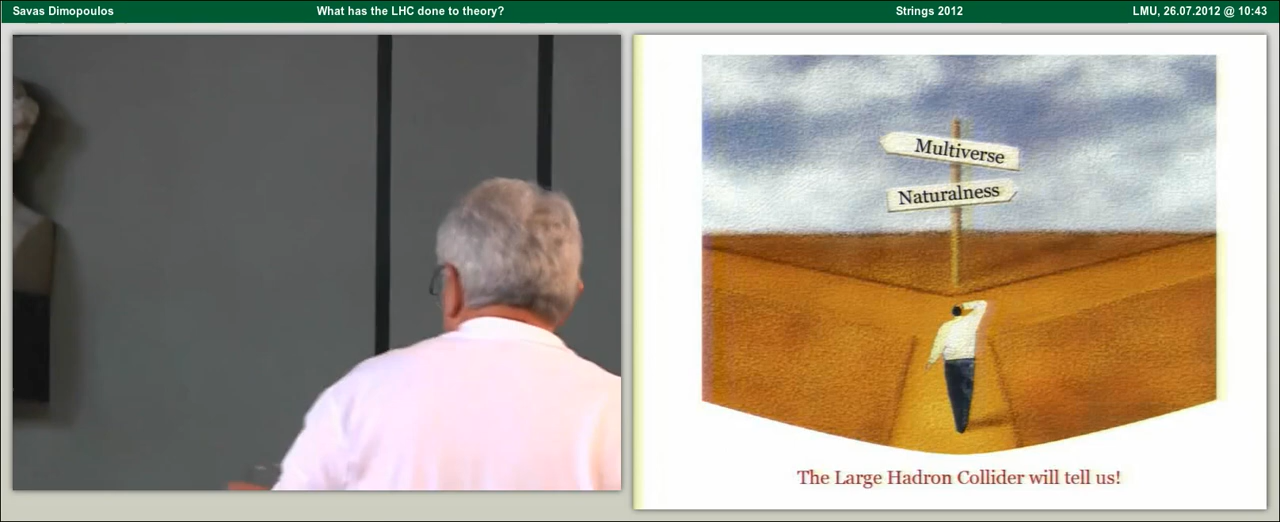 Savas Dimopoulos What has the LHC done to theory? Strings 2012 LMU, 26.07.2012 @ 10:43
Multiverse
Naturalness
The Large Hadron Collider will tell us!